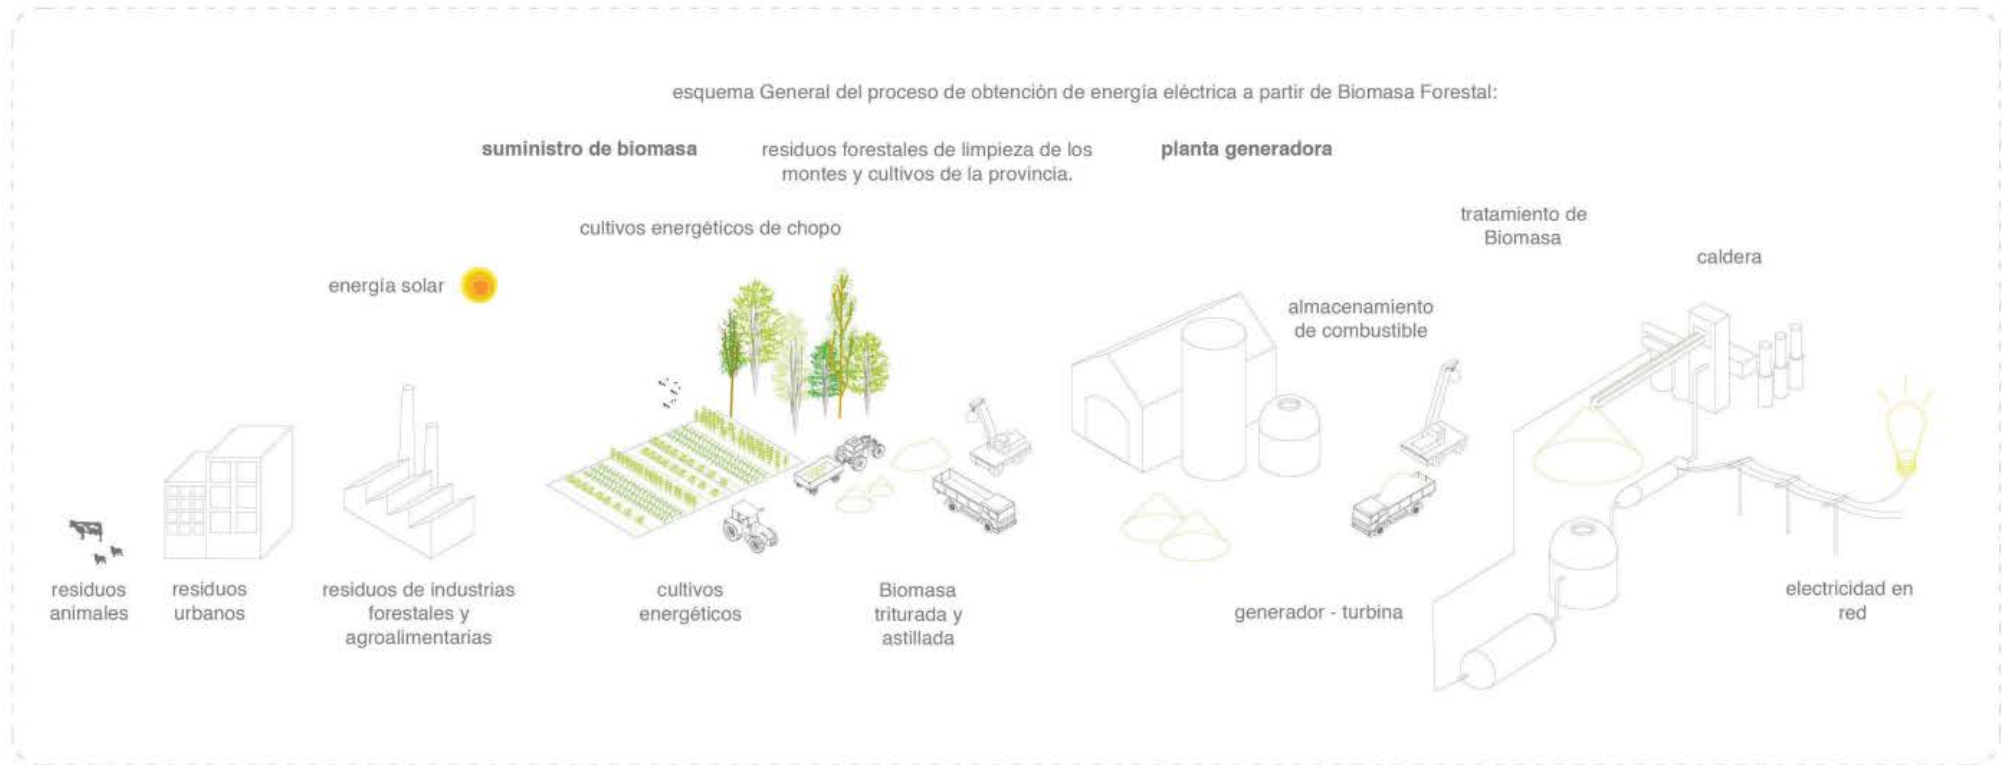 esquema General del proceso de obtención de energía eléctrica a partir de Biomasa Forestal:
suministro de biomasa
residuos forestales de limpieza de los
montes y cultivos de la provincia.
planta generadora
cultivos energéticos de chopo
tratamiento de
Biomasa
caldera
energía solar
almacenamiento
de combustible
residuos
animales
residuos
urbanos
residuos de industrias
forestales y
agroalimentarias
cultivos
energéticos
Biomasa
triturada y
astillada
generador - turbina
electricidad en
red